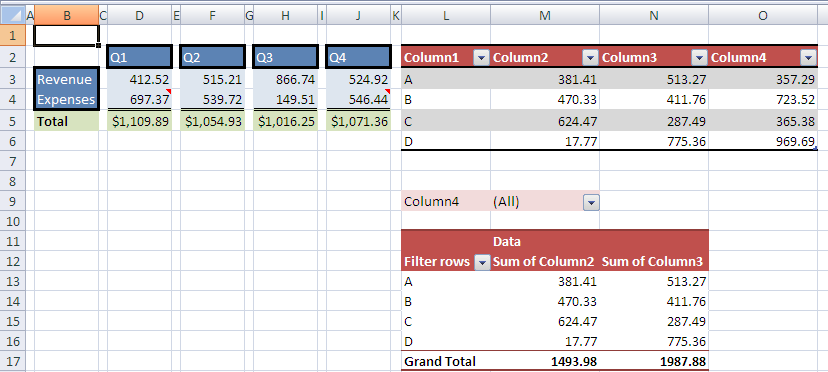 A B C D E F G H I J K L M N O
1
2 Q1 Q2 Q3 Q4 Column1 Column2 Column3 Column4
3 Revenue 412.52 515.21 866.74 524.92 A 381.41 513.27 357.29
4 Expenses 697.37 539.72 149.51 546.44 B 470.33 411.76 723.52
5 Total $1,109.89 $1,054.93 $1,016.25 $1,071.36 C 624.47 287.49 365.38
6 D 17.77 775.36 969.69
7
8
9 Column4 (All)
10
11 Data
12 Filter rows Sum of Column2 Sum of Column3
13 A 381.41 513.27
14 B 470.33 411.76
15 C 624.47 287.49
16 D 17.77 775.36
17 Grand Total 1493.98 1987.88